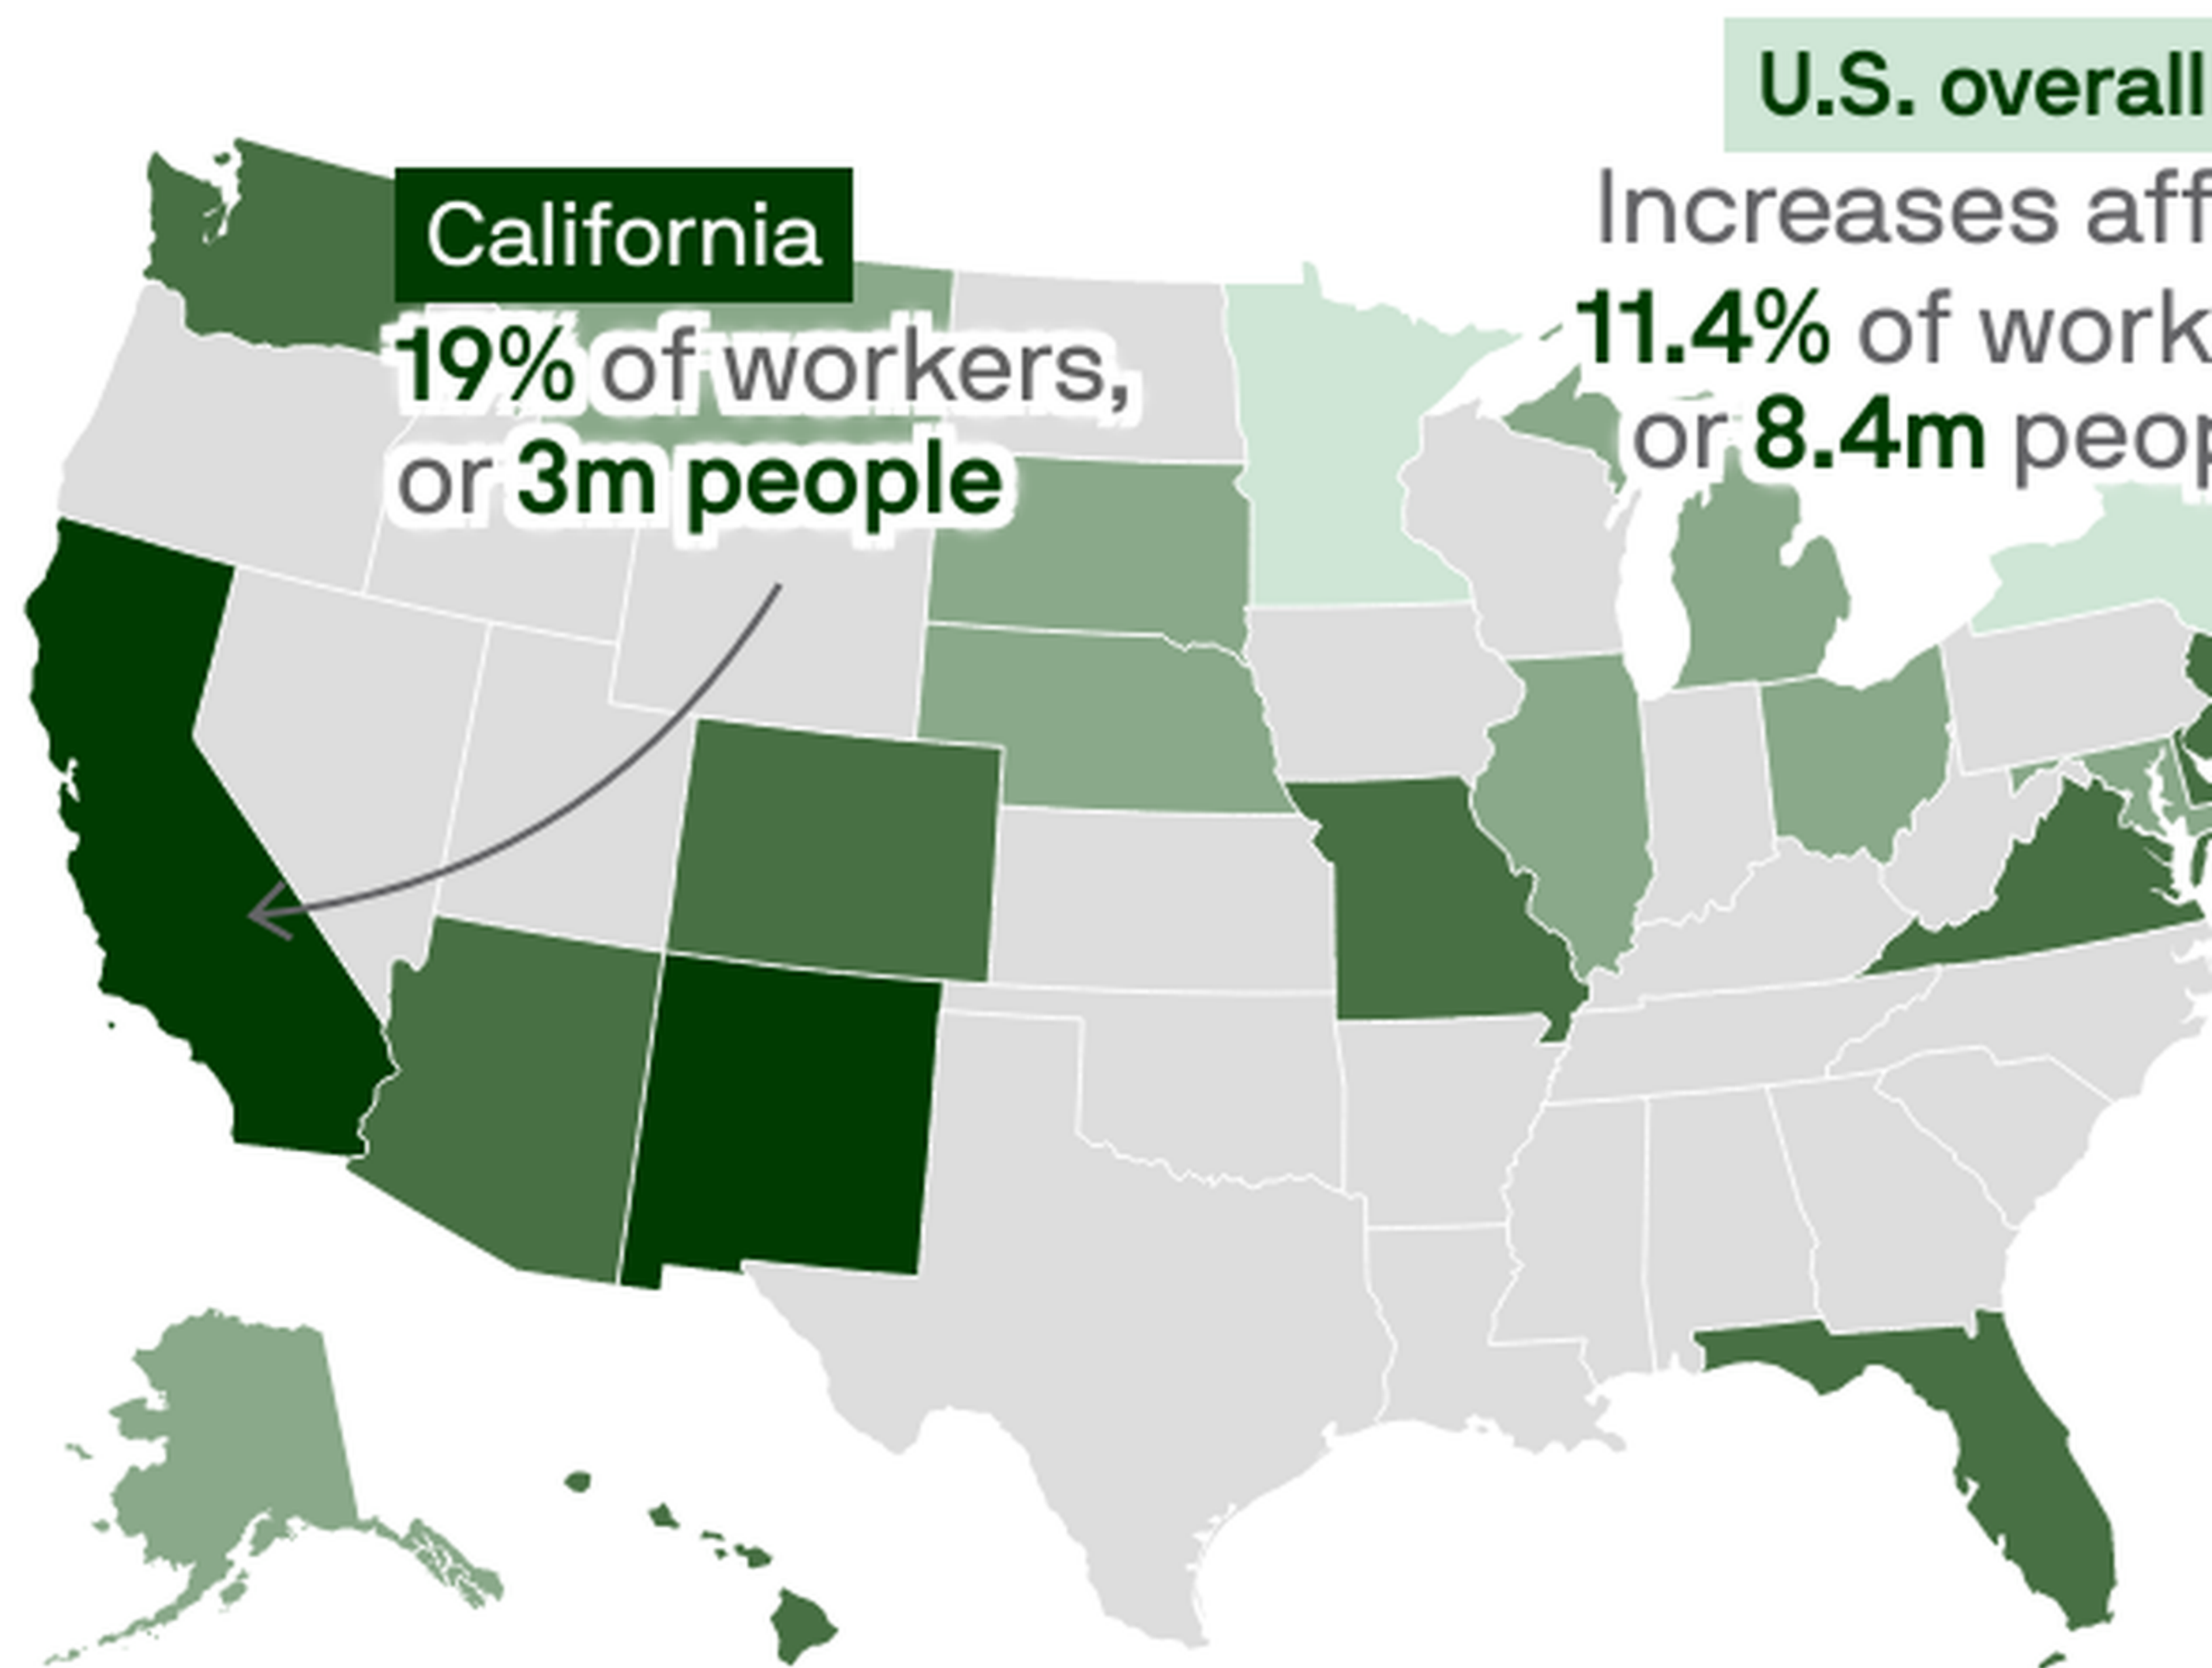 U.S. overall
Increases aff
11.4% of work
or 8.4m peop
California
19% of workers,
or 3m people